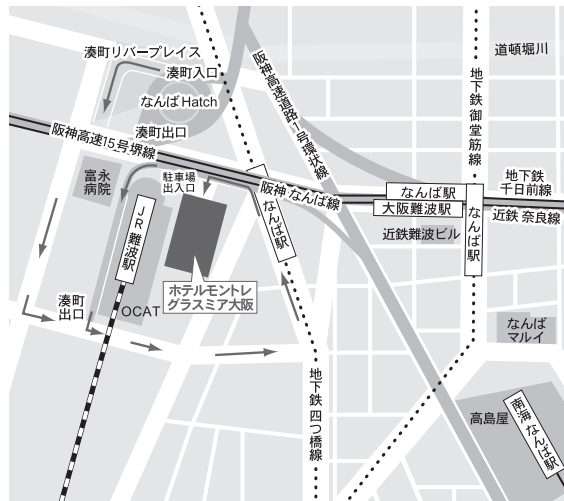 湊町リバープレイス
湊町入口
なんばHatch
湊町出口
阪神高速15号堺線
阪神高速道路1号環状線
道頓堀川
地下鉄 御堂筋線
地下鉄
千日前線
近鉄 奈良線
なんば駅
大阪難波駅
なんば駅
近鉄難波ビル
阪神 なんば線
なんば駅
駐車場
出入口
富永
病院
JR 難波駅
ホテルモントレ
グラスミア大阪
OCAT
湊町
出口
地下鉄 四つ橋線
なんば
マルイ
高島屋
南海 なんば駅